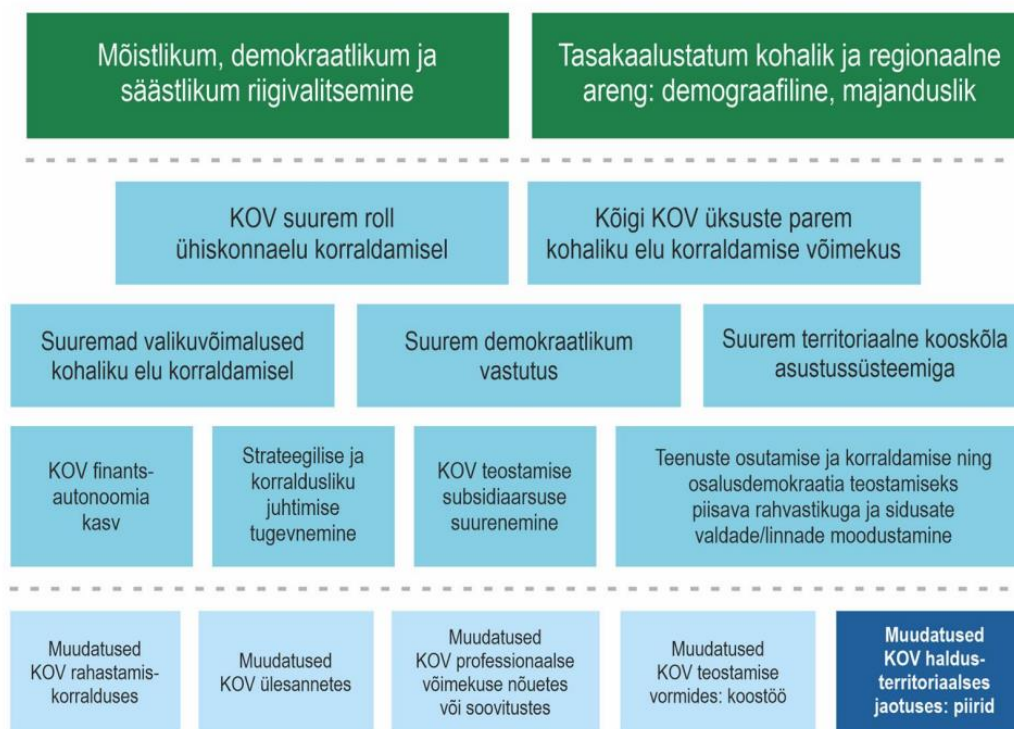 Mõistlikum, demokraatlikum ja
säästlikum riigivalitsemine
Tasakaalustatum kohalik ja regionaalne
areng: demograafiline, majanduslik
KOV suurem roll
ühiskonnaelu korraldamisel
Kõigi KOV üksuste parem
kohaliku elu korraldamise võimekus
Suuremad valikuvõimalused
kohaliku elu korraldamisel
Suurem demokraatlikum
vastutus
Suurem territoriaalne kooskõla
asustussüsteemiga
KOV finants-
autonoomia
kasv
Strateegilise ja
korraldusliku
juhtimise
tugevnemine
KOV teostamise
subsidiaarsuse
suurenemine
Teenuste osutamise ja korraldamise ning
osalusdemokraatia teostamiseks
piisava rahvastikuga ja sidusate
valdade/linnade moodustamine
Muudatused
KOV rahastamis-
korralduses
Muudatused
KOV ülesannetes
Muudatused
KOV professionaalse
võimekuse nõuetes
või soovitustes
Muudatused
KOV teostamise
vormides: koostöö
Muudatused
KOV haldus-
territoriaalses
jaotuses: piirid